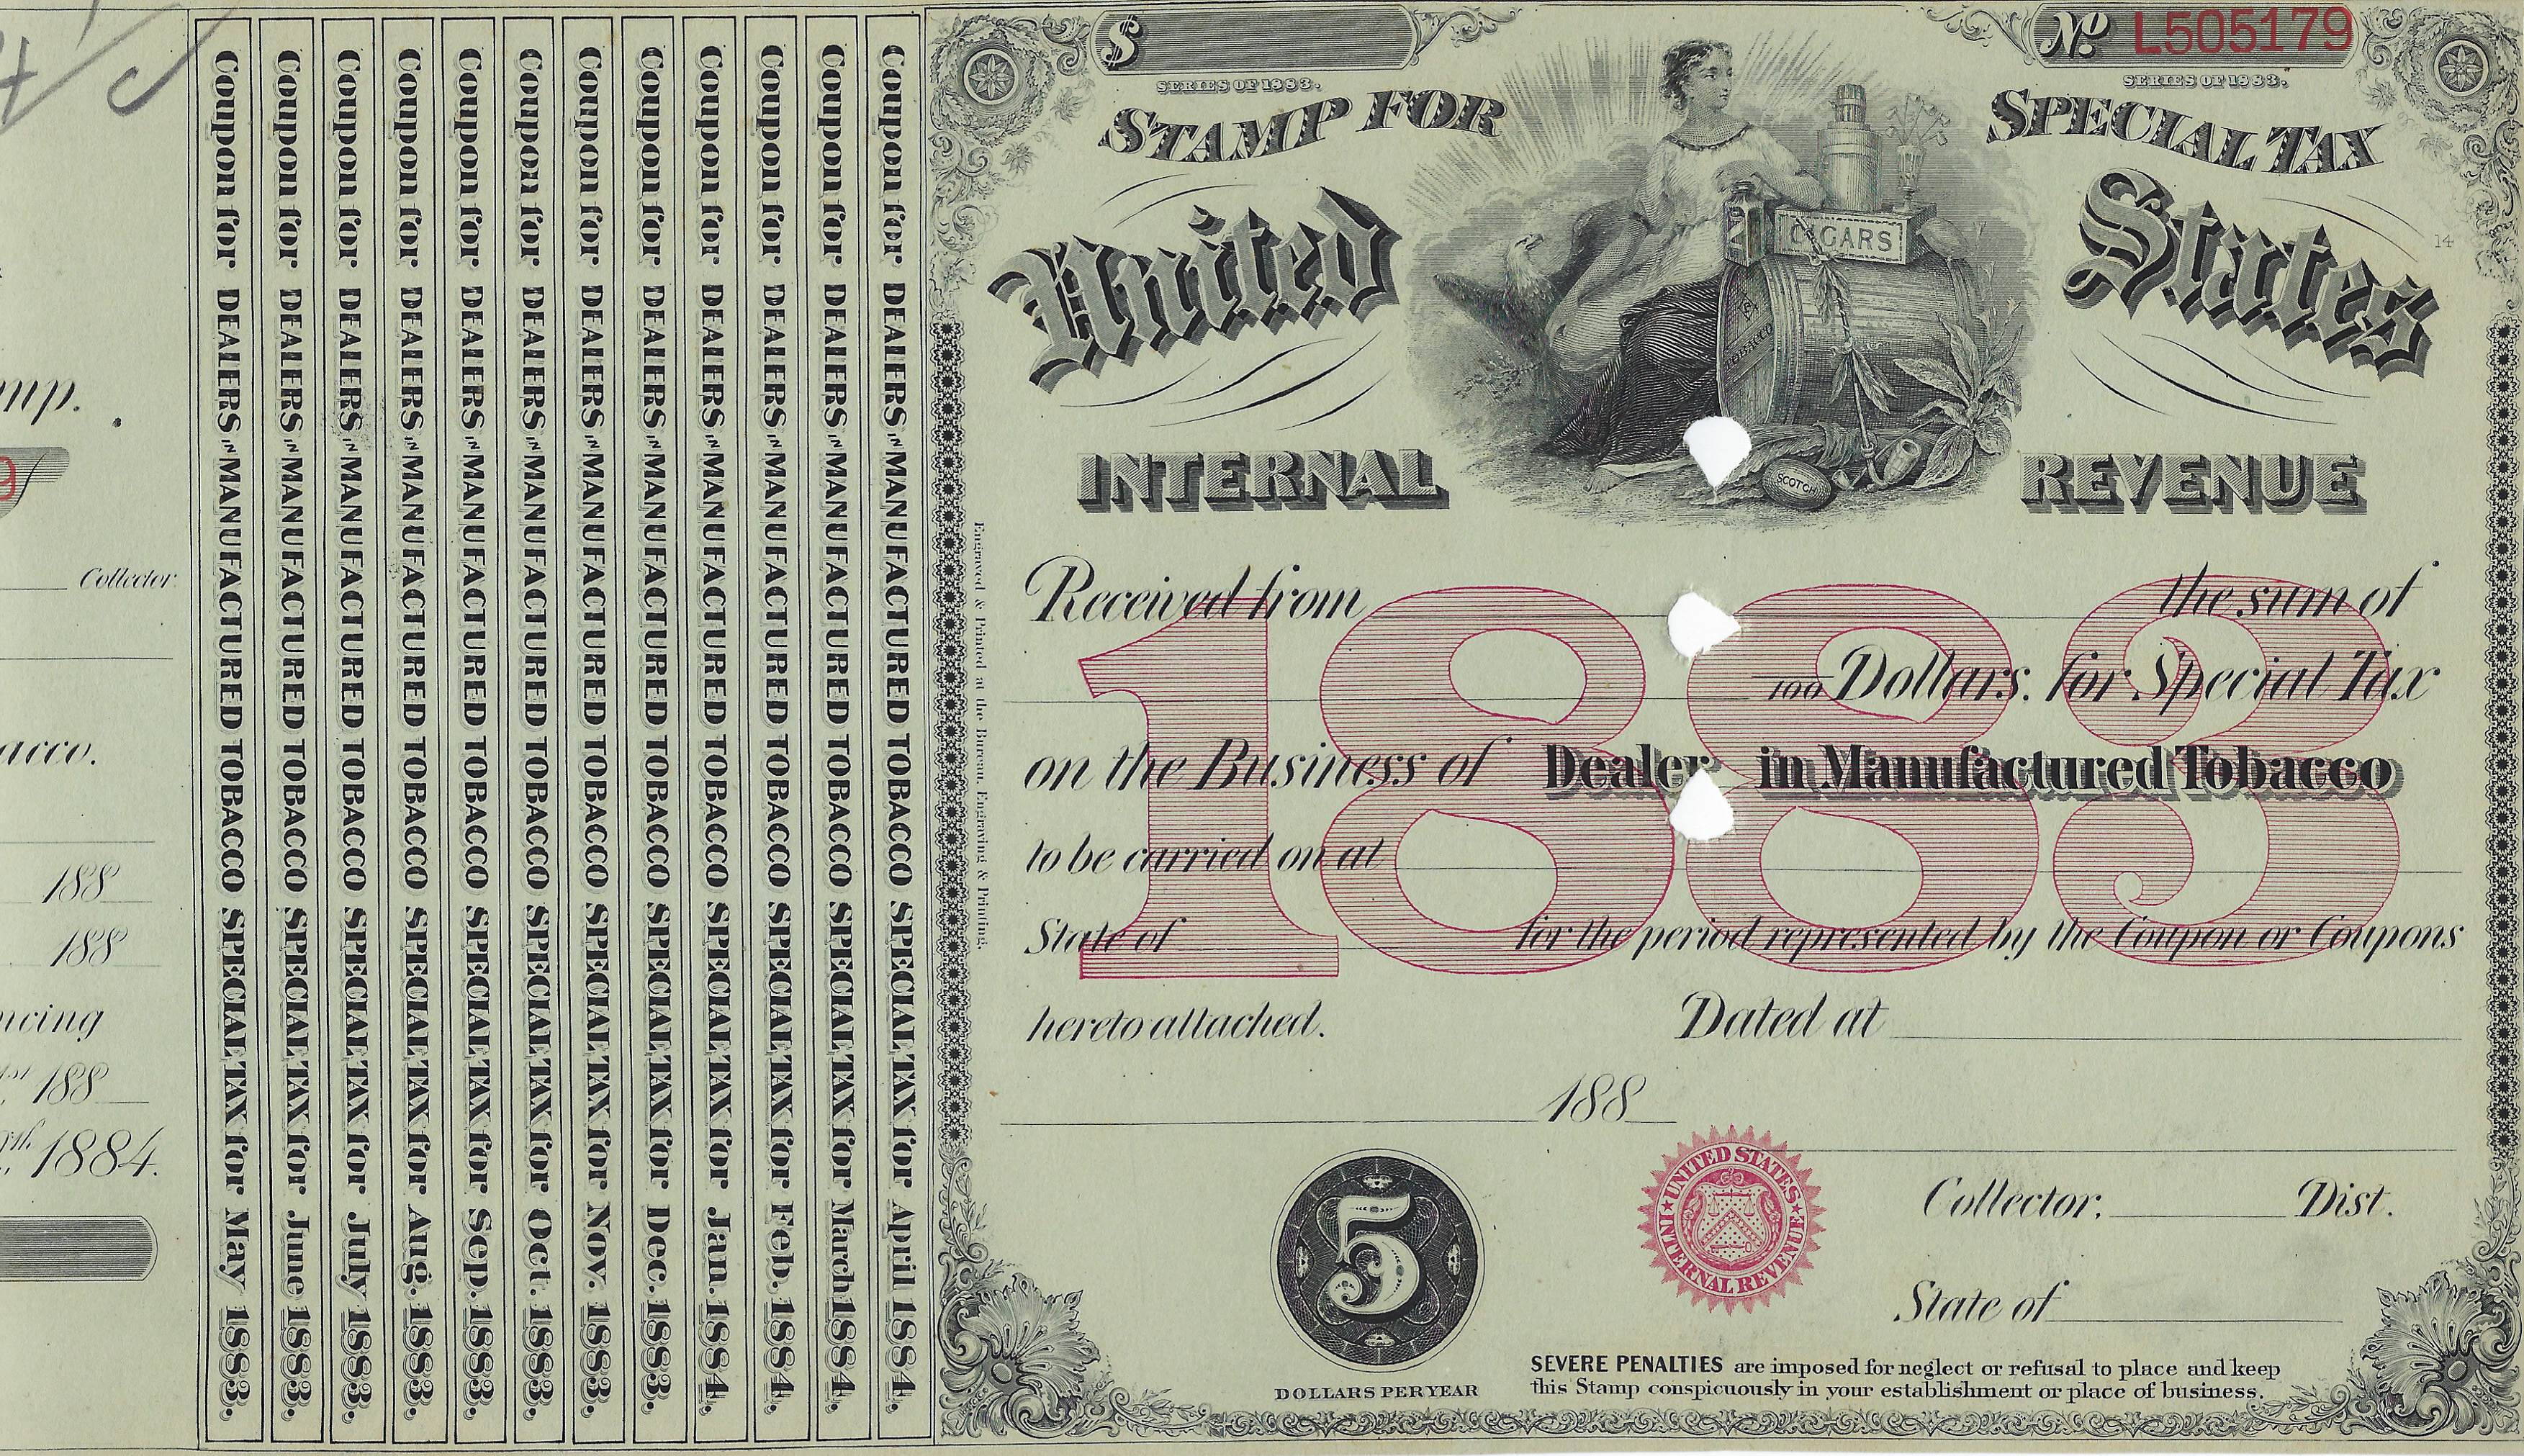 mp.
9
Collector.
acco.
188
188
ncing
1st, 188
th, 1884.
Coupon for DEALERS IN MANUFACTURED TOBACCO SPECIAL TAX for May 1883.
Coupon for DEALERS IN MANUFACTURED TOBACCO SPECIAL TAX for June 1883.
Coupon for DEALERS IN MANUFACTURED TOBACCO SPECIAL TAX for July 1883.
Coupon for DEALERS IN MANUFACTURED TOBACCO SPECIAL TAX for Aug. 1883.
Coupon for DEALERS IN MANUFACTURED TOBACCO SPECIAL TAX for Sep. 1883.
Coupon for DEALERS IN MANUFACTURED TOBACCO SPECIAL TAX for Oct. 1883.
Coupon for DEALERS IN MANUFACTURED TOBACCO SPECIAL TAX for Nov. 1883.
Coupon for DEALERS IN MANUFACTURED TOBACCO SPECIAL TAX for Dec. 1883.
Coupon for DEALERS IN MANUFACTURED TOBACCO SPECIAL TAX for Jan. 1884.
Coupon for DEALERS IN MANUFACTURED TOBACCO SPECIAL TAX for Feb. 1884.
Coupon for DEALERS IN MANUFACTURED TOBACCO SPECIAL TAX for March 1884.
Coupon for DEALERS IN MANUFACTURED TOBACCO SPECIAL TAX for April 1884.
Engraved & Printed at the Bureau, Engraving & Printing.
$ No. L505179
SERIES OF 1883. SERIES OF 1883.
STAMP FOR SPECIAL TAX
United States
14
CIGARS
TOBACCO
SCOTCH
INTERNAL REVENUE
1883
Received from the sum of
100 Dollars, for Special Tax
on the Business of Dealer in Manufactured Tobacco
to be carried on at
State of for the period represented by the Coupon or Coupons
hereto attached. Dated at
188
5
DOLLARS PER YEAR
UNITED STATES INTERNAL REVENUE
Collector, Dist.
State of
SEVERE PENALTIES are imposed for neglect or refusal to place and keep
this Stamp conspicuously in your establishment or place of business.